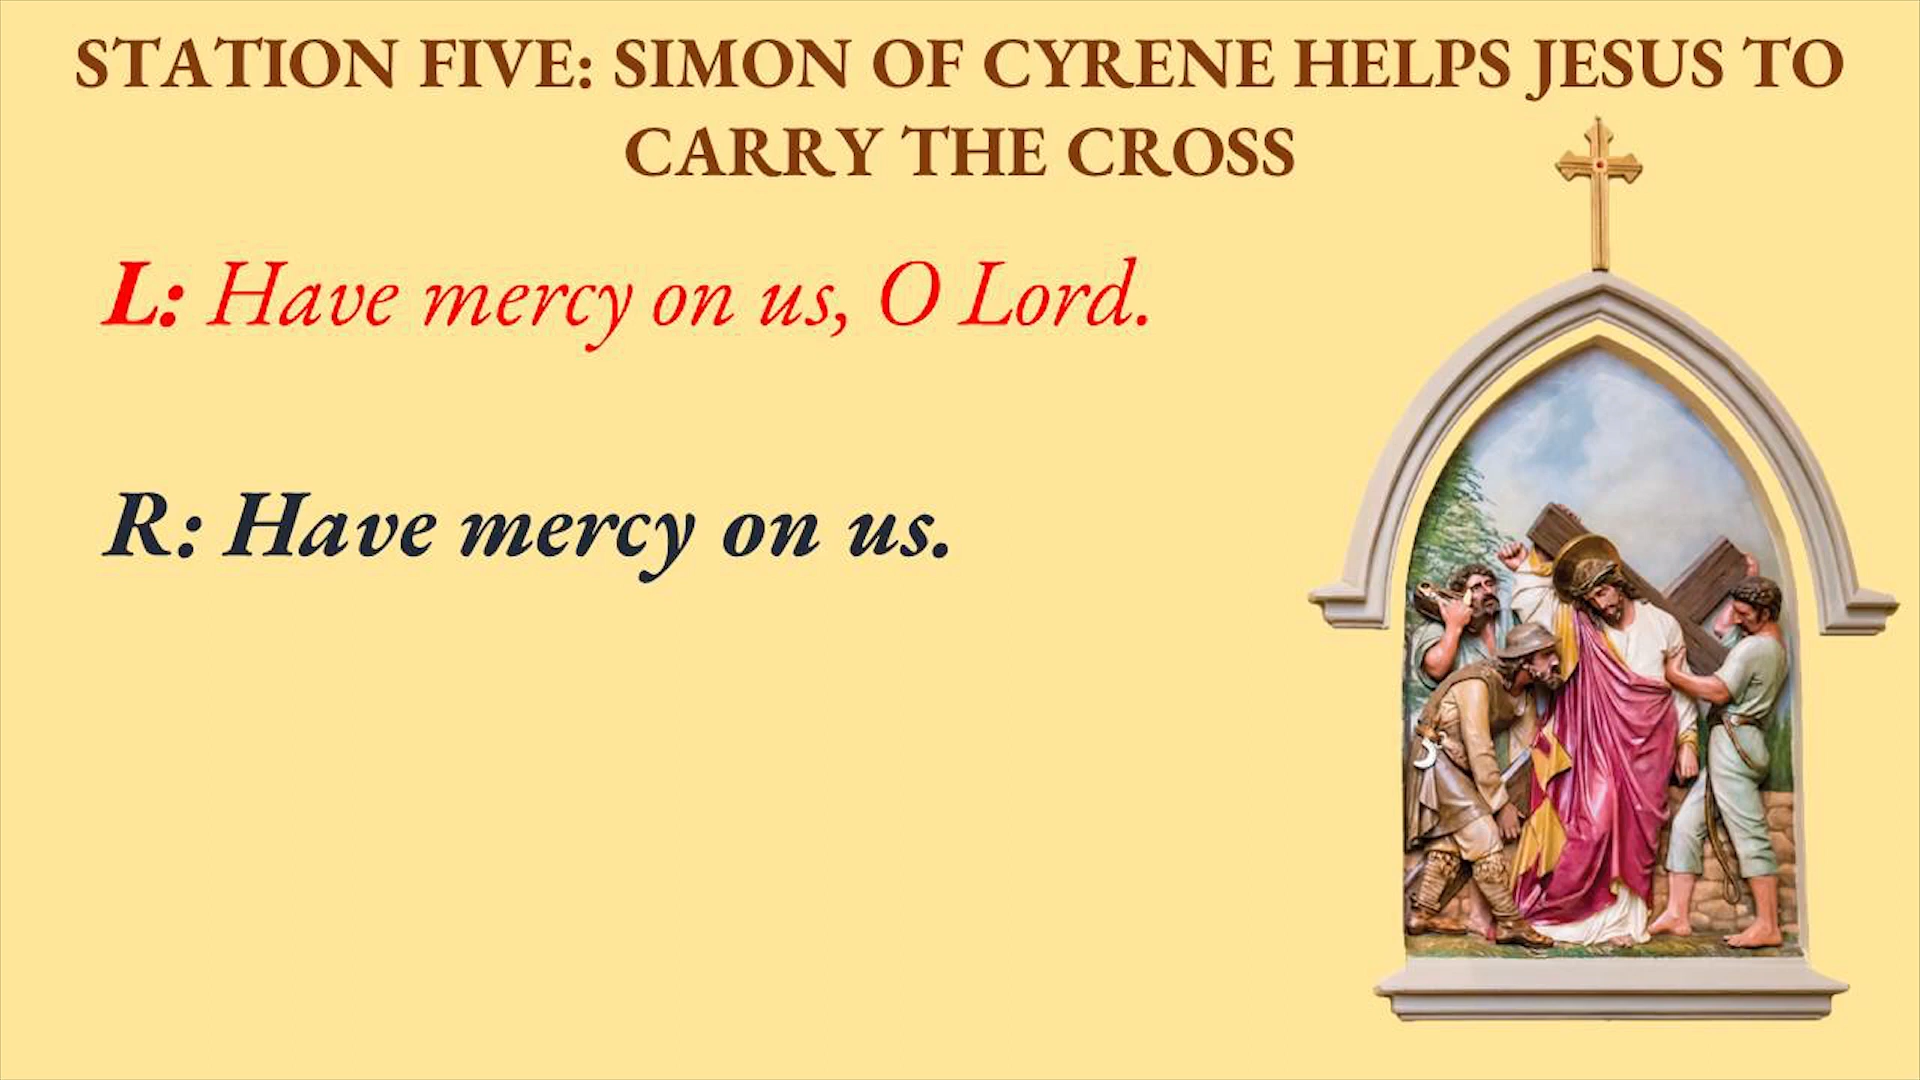 STATION FIVE: SIMON OF CYRENE HELPS JESUS TO
CARRY THE CROSS
L: Have mercy on us, O Lord.
R: Have mercy on us.